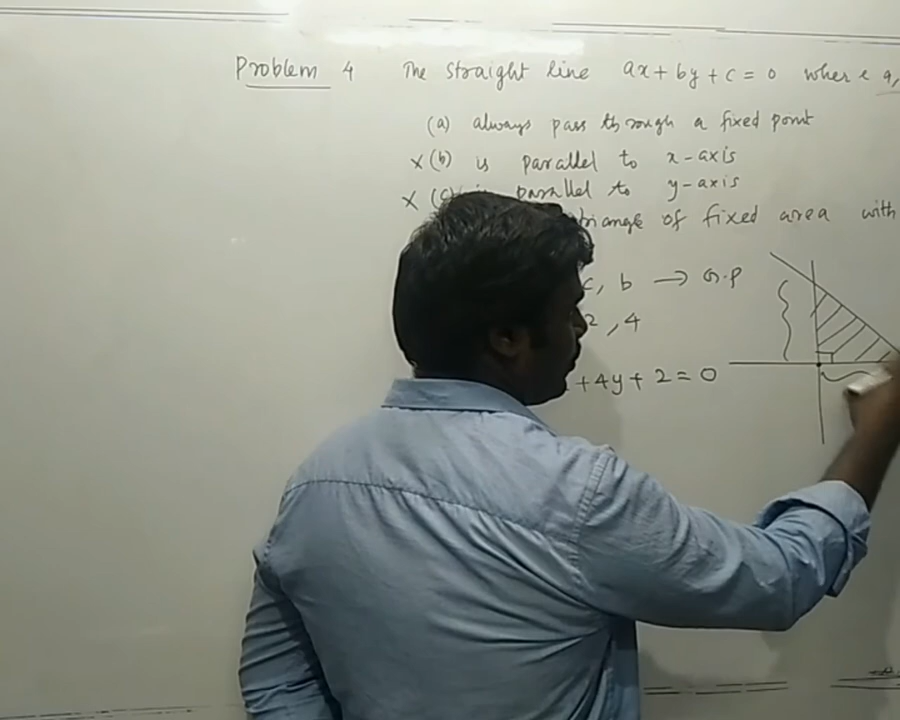 Problem 4 The straight line ax + by + c = 0 where a,
(a) always pass through a fixed point
x (b) is parallel to x-axis
x (c) is parallel to y-axis
triangle of fixed area with
c, b → G.P
2, 4
+ 4y + 2 = 0